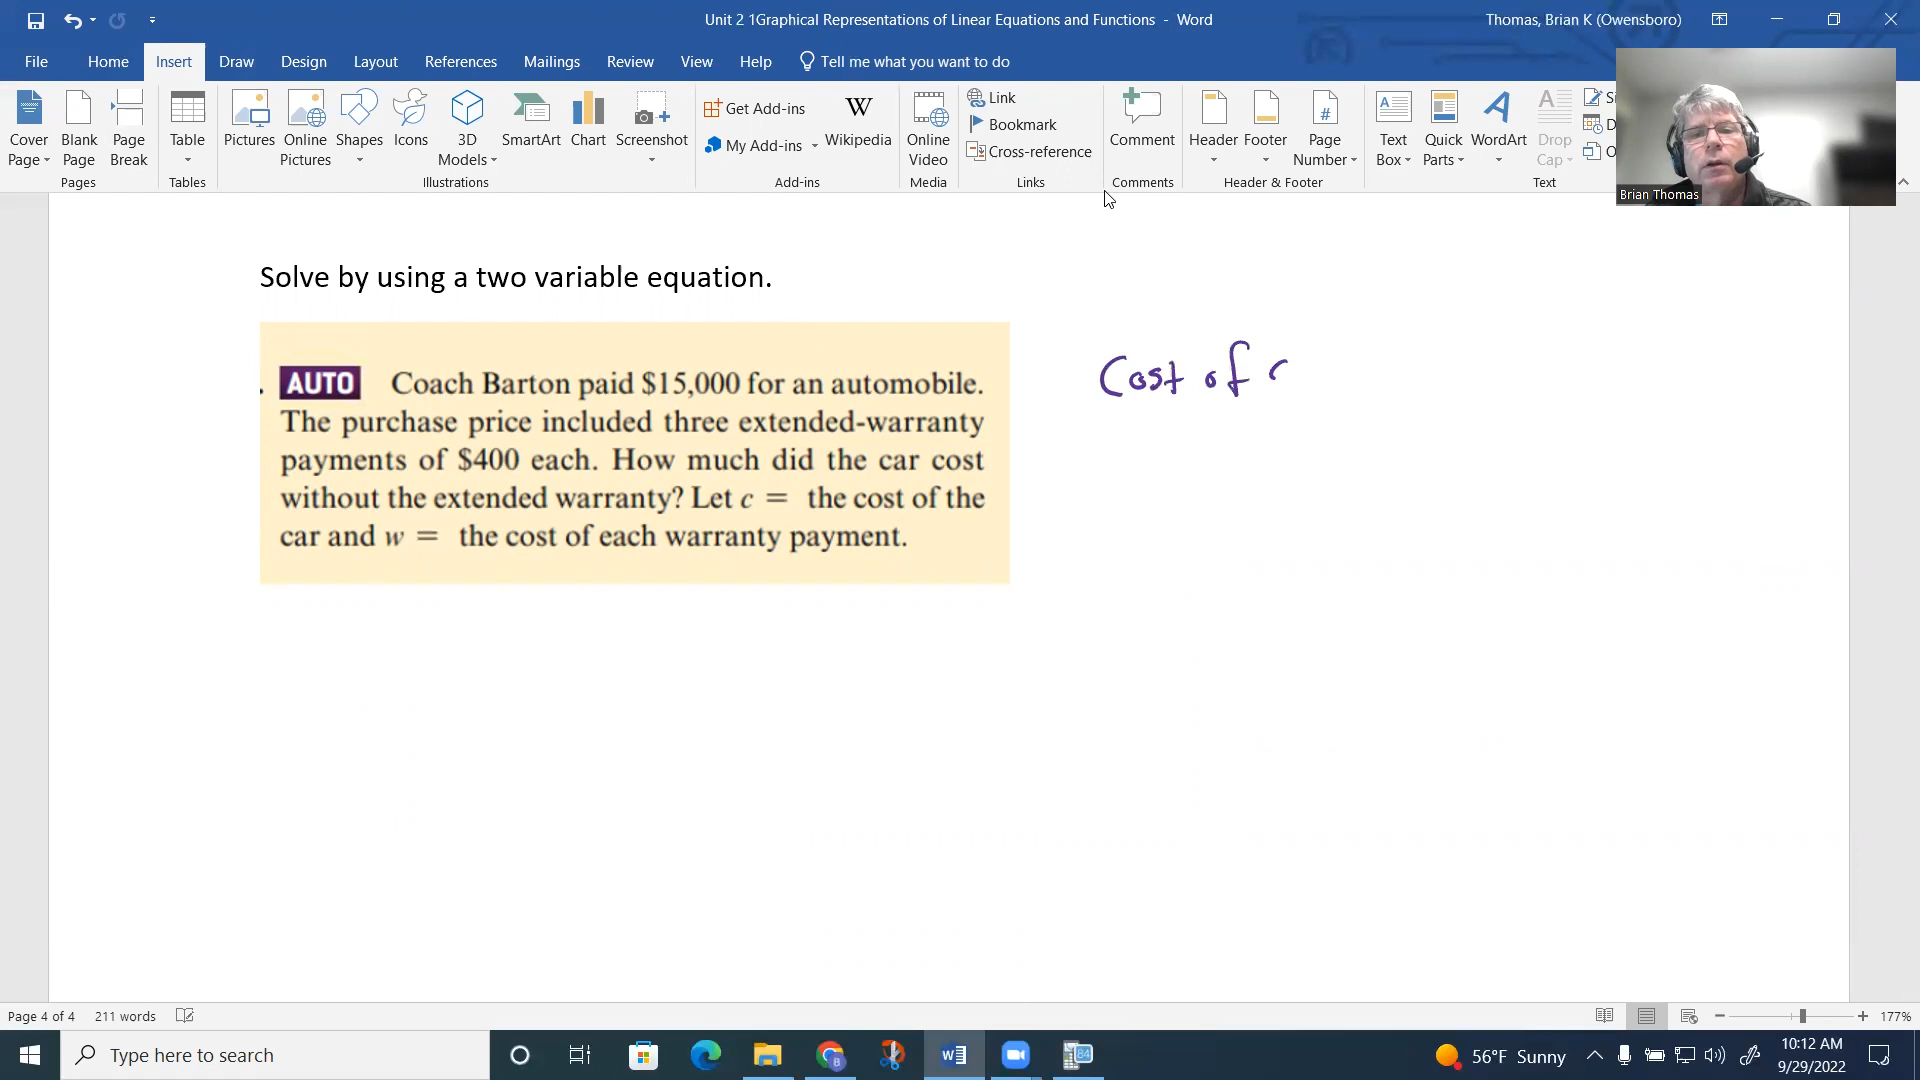 Unit 2 1Graphical Representations of Linear Equations and Functions - Word
Thomas, Brian K (Owensboro)
File Home Insert Draw Design Layout References Mailings Review View Help Tell me what you want to do
Cover Page
Blank Page
Page Break
Pages
Table
Tables
Pictures
Online Pictures
Shapes
Icons
3D Models
SmartArt
Chart
Screenshot
Illustrations
Get Add-ins
My Add-ins
W
Wikipedia
Add-ins
Online Video
Media
Link
Bookmark
Cross-reference
Links
Comment
Comments
Header
Footer
#
Page Number
Header & Footer
A
Text Box
Quick Parts
A
WordArt
A
Drop Cap
Text
Brian Thomas
Solve by using a two variable equation.
AUTO Coach Barton paid $15,000 for an automobile.
The purchase price included three extended-warranty
payments of $400 each. How much did the car cost
without the extended warranty? Let c = the cost of the
car and w = the cost of each warranty payment.
Cost of c
Page 4 of 4 211 words
177%
Type here to search
84
56°F Sunny
10:12 AM
9/29/2022